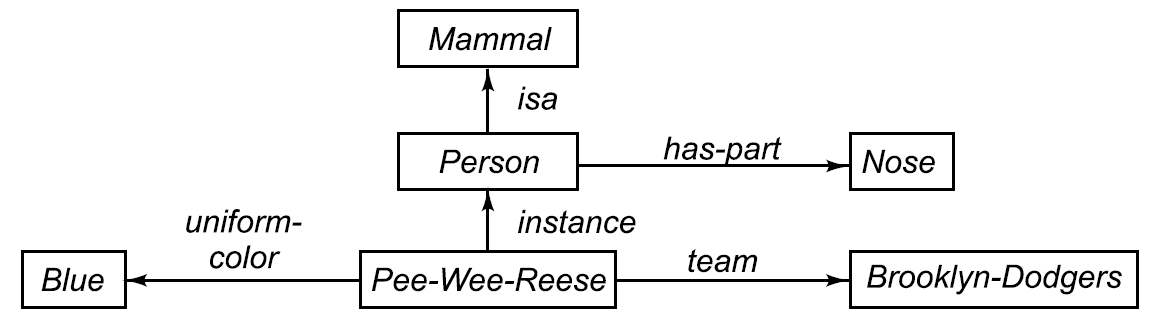 Mammal
isa
Person
has-part
Nose
uniform-
color
instance
Blue
Pee-Wee-Reese
team
Brooklyn-Dodgers